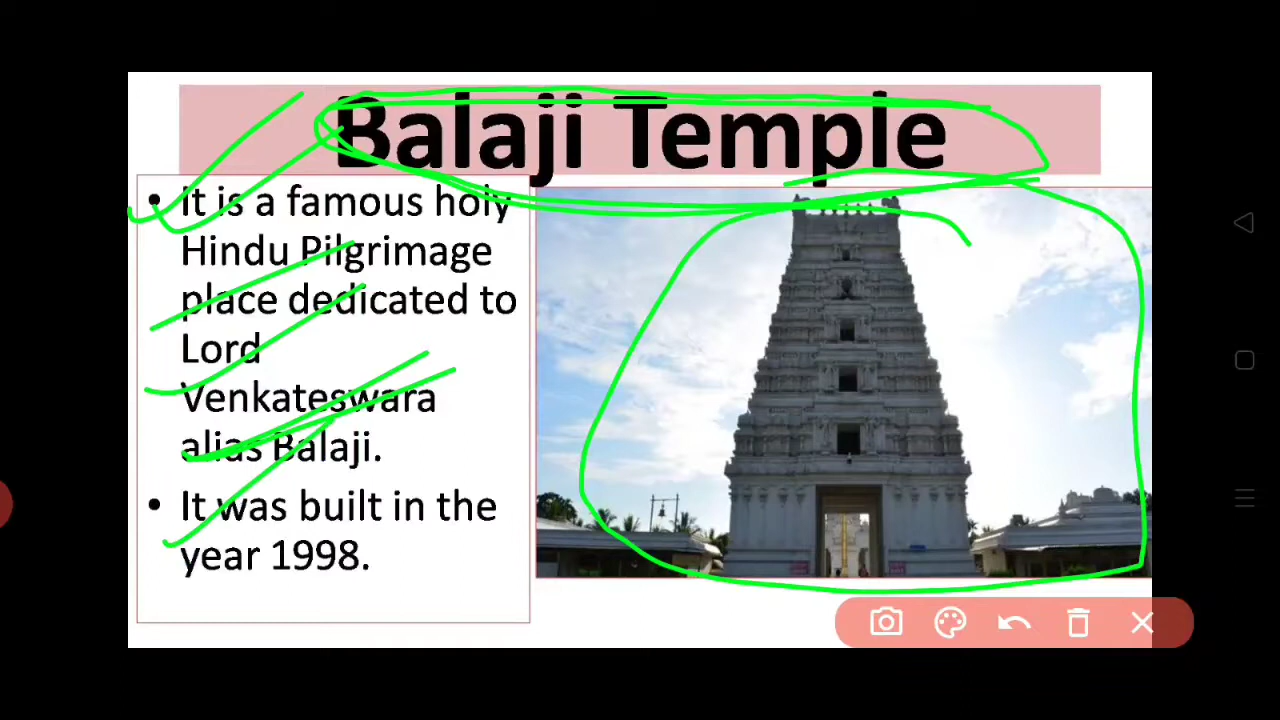 Balaji Temple
• It is a famous holy
Hindu Pilgrimage
place dedicated to
Lord
Venkateswara
alias Balaji.
• It was built in the
year 1998.